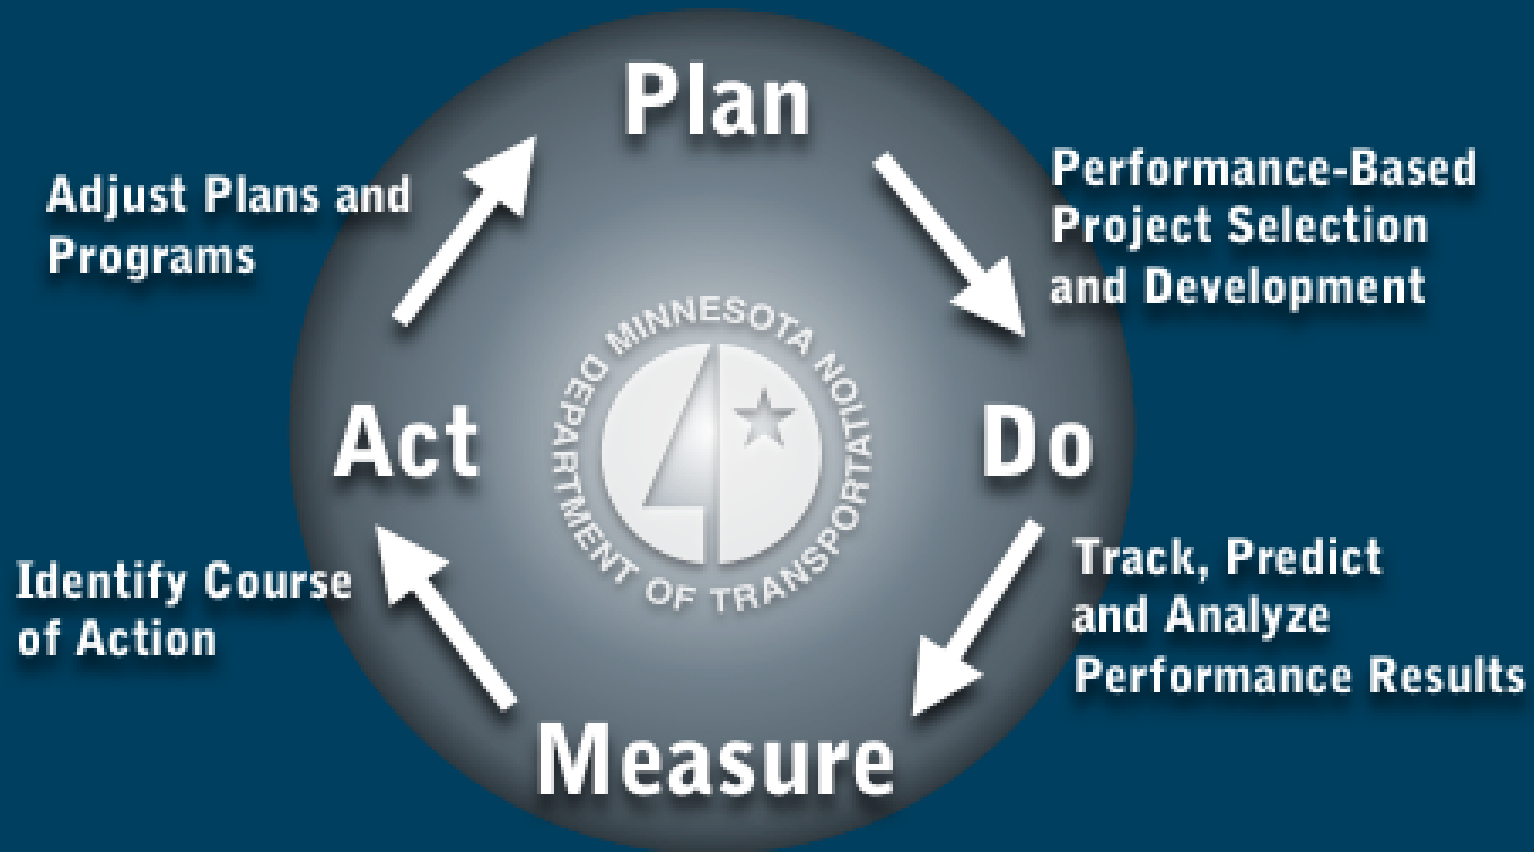 Plan
Performance-Based
Project Selection
and Development
Do
Track, Predict
and Analyze
Performance Results
Measure
Identify Course
of Action
Act
Adjust Plans and
Programs
MINNESOTA
DEPARTMENT OF TRANSPORTATION